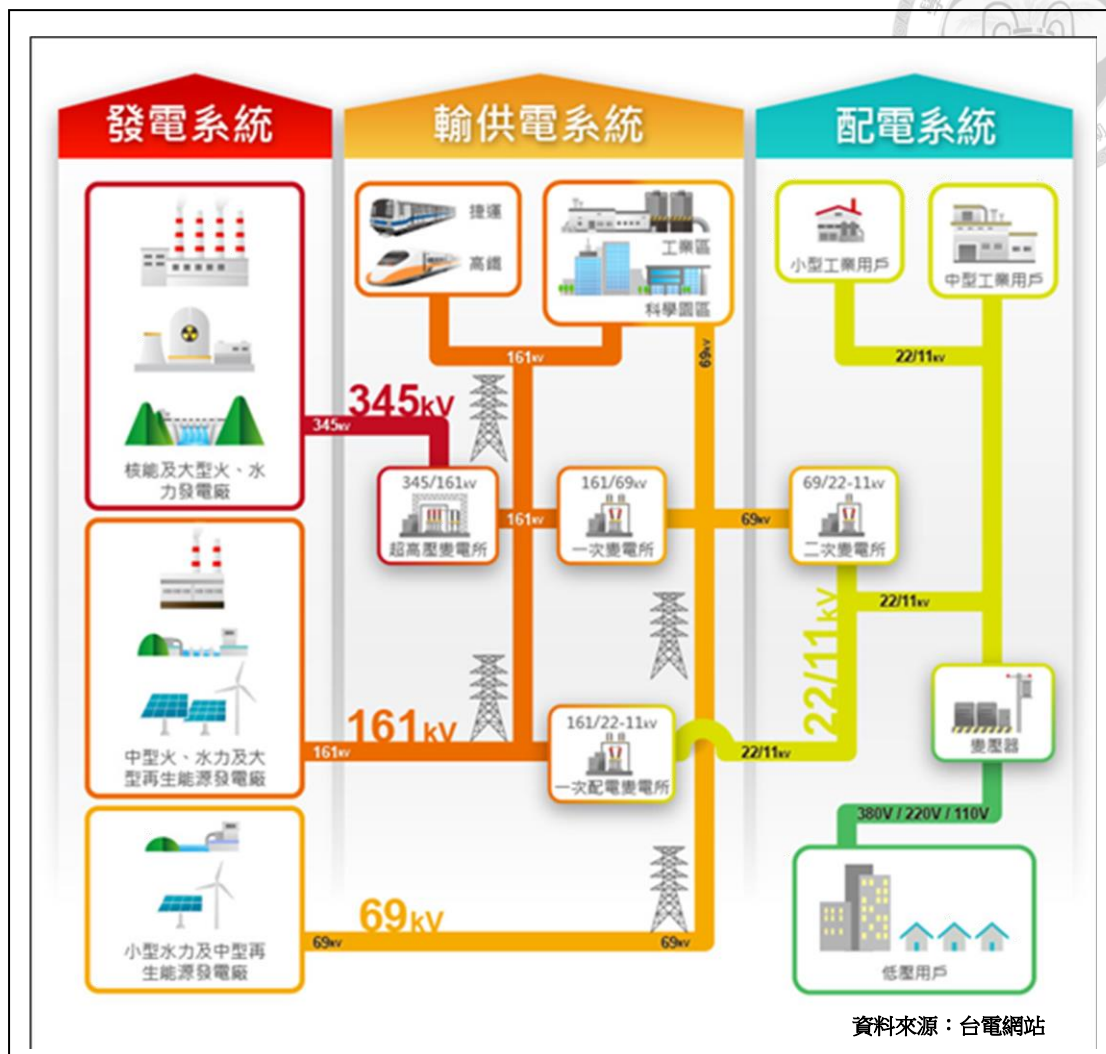 發電系統
輸供電系統
配電系統
捷運
高鐵
工業區
科學園區
小型工業用戶
中型工業用戶
161kV
69kV
22/11kV
345kV
345kV
核能及大型火、水
力發電廠
345/161kV
超高壓變電所
161kV
161/69kV
一次變電所
69kV
69/22-11kV
二次變電所
22/11kV
22/11kV
中型火、水力及大
型再生能源發電廠
161kV
161kV
161/22-11kV
一次配電變電所
22/11kV
變壓器
380V / 220V / 110V
小型水力及中型再
生能源發電廠
69kV
69kV
69kV
低壓用戶
資料來源：台電網站